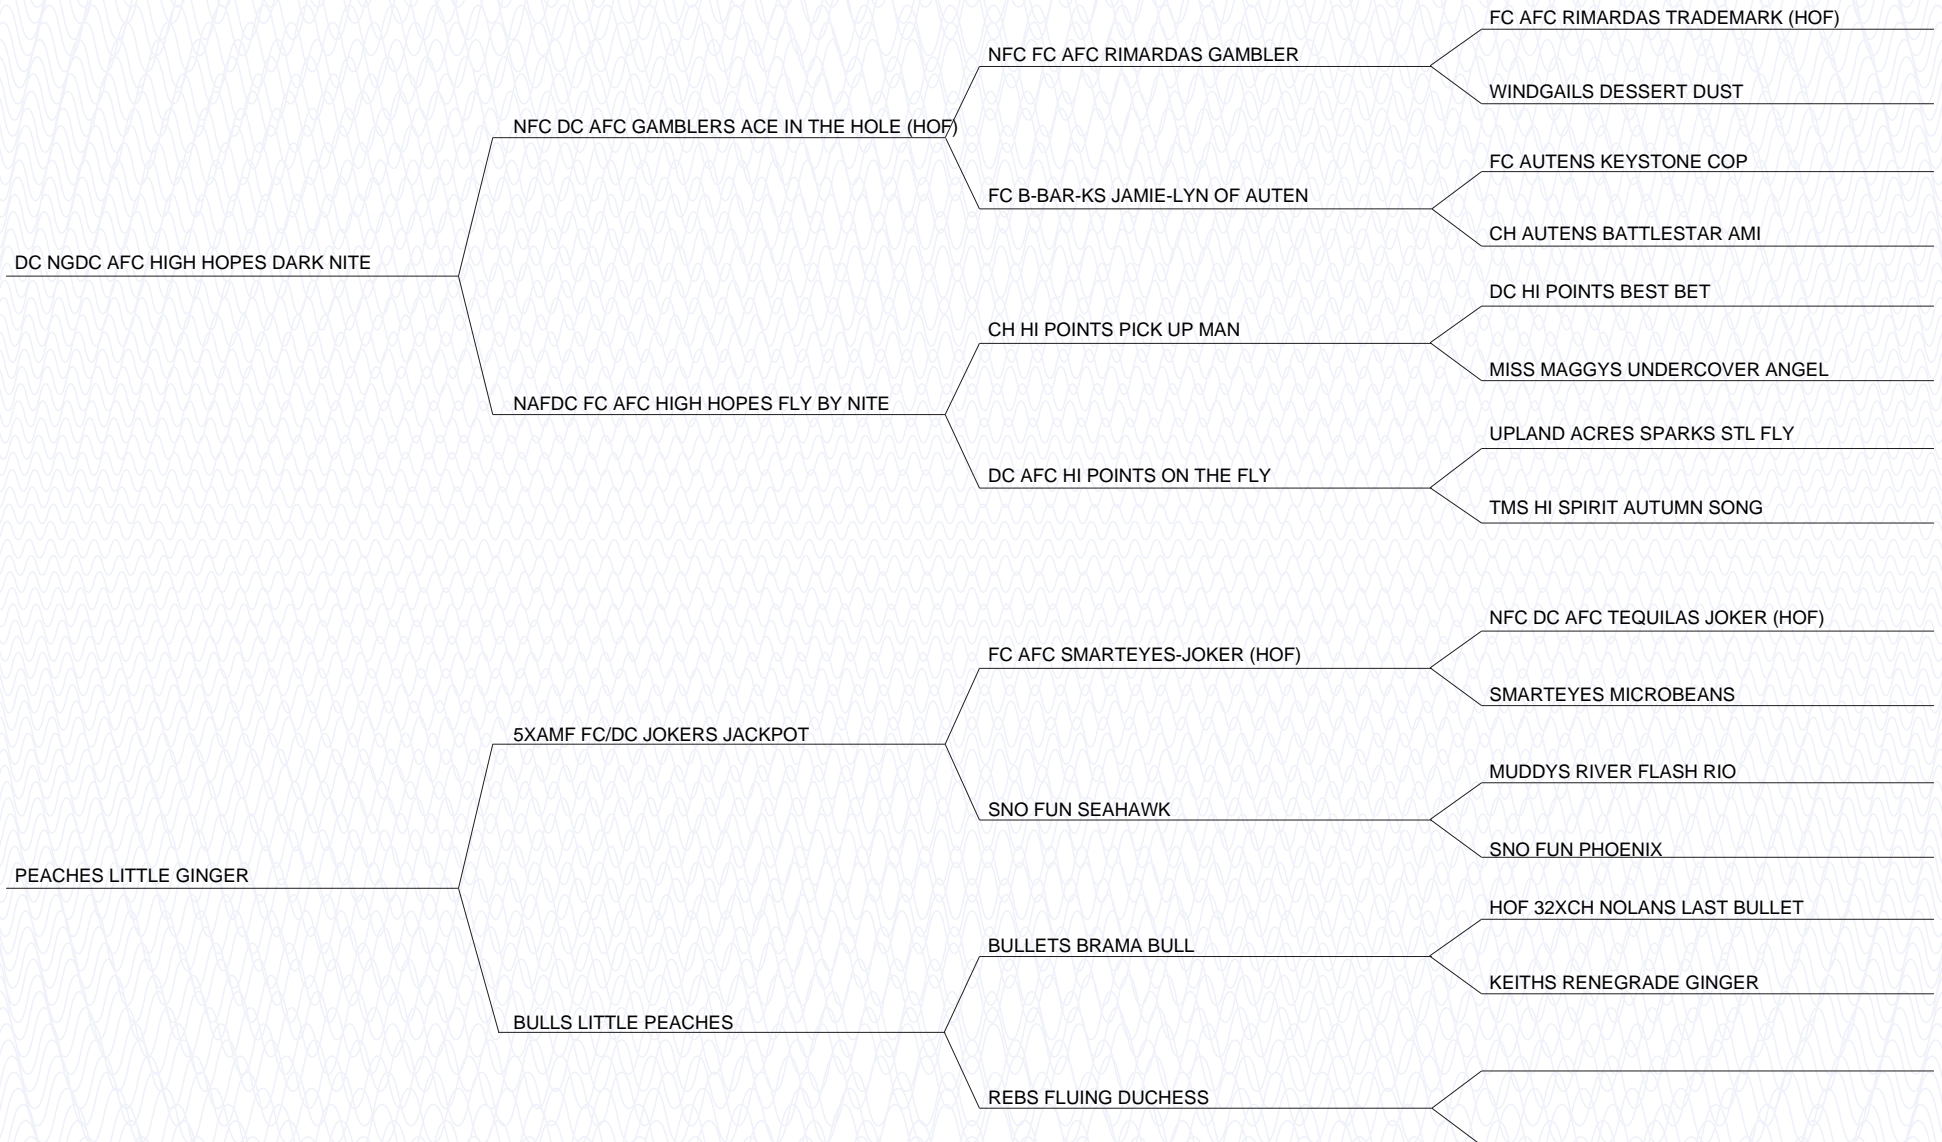 FC AFC RIMARDAS TRADEMARK (HOF)
NFC FC AFC RIMARDAS GAMBLER
WINDGAILS DESSERT DUST
NFC DC AFC GAMBLERS ACE IN THE HOLE (HOF)
FC AUTENS KEYSTONE COP
FC B-BAR-KS JAMIE-LYN OF AUTEN
CH AUTENS BATTLESTAR AMI
DC NGDC AFC HIGH HOPES DARK NITE
DC HI POINTS BEST BET
CH HI POINTS PICK UP MAN
MISS MAGGYS UNDERCOVER ANGEL
NAFDC FC AFC HIGH HOPES FLY BY NITE
UPLAND ACRES SPARKS STL FLY
DC AFC HI POINTS ON THE FLY
TMS HI SPIRIT AUTUMN SONG
NFC DC AFC TEQUILAS JOKER (HOF)
FC AFC SMARTEYES-JOKER (HOF)
SMARTEYES MICROBEANS
5XAMF FC/DC JOKERS JACKPOT
MUDDYS RIVER FLASH RIO
SNO FUN SEAHAWK
SNO FUN PHOENIX
PEACHES LITTLE GINGER
HOF 32XCH NOLANS LAST BULLET
BULLETS BRAMA BULL
KEITHS RENEGRADE GINGER
BULLS LITTLE PEACHES
REBS FLUING DUCHESS